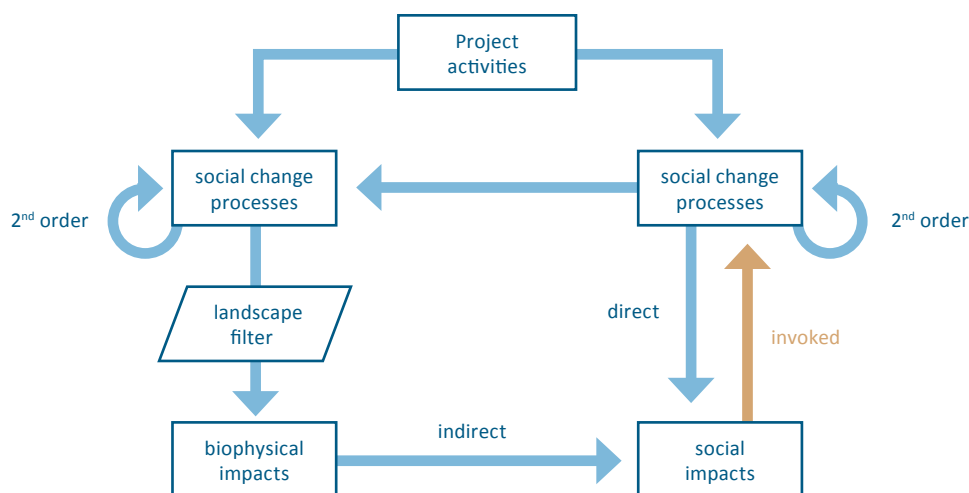 Project
activities
social change
processes
social change
processes
2nd order
2nd order
landscape
filter
direct
invoked
biophysical
impacts
indirect
social
impacts